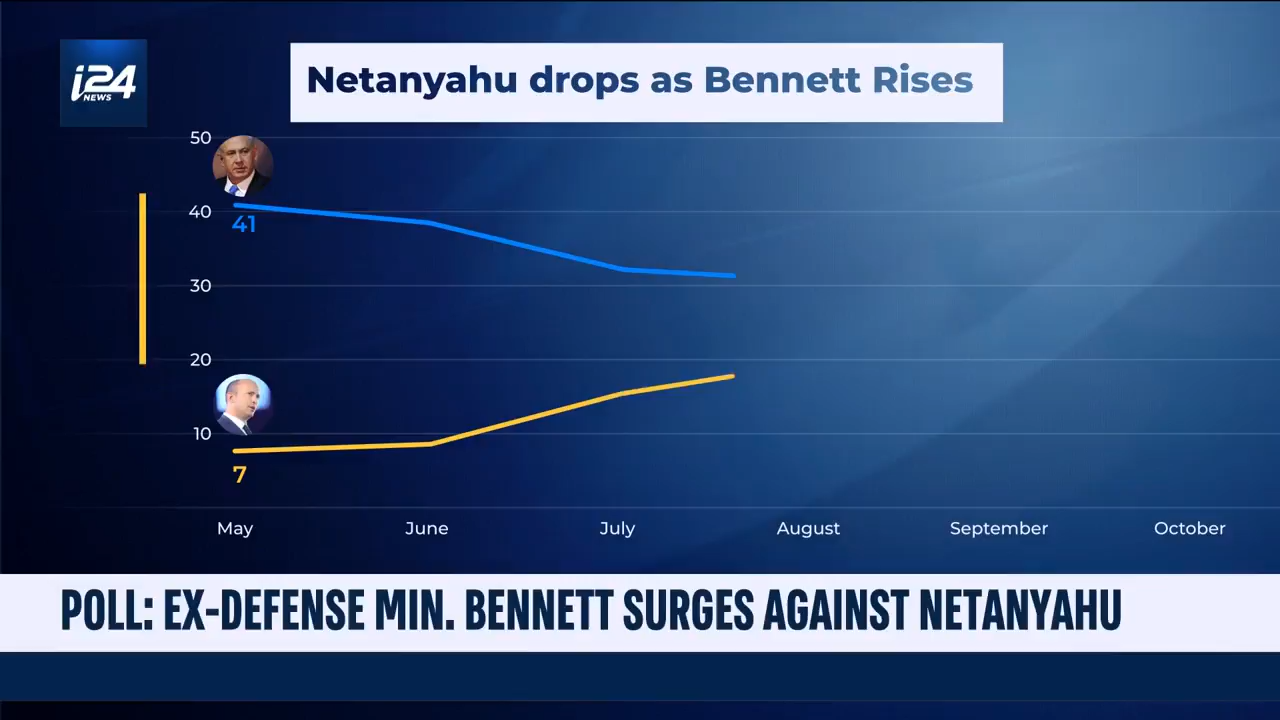 i24
NEWS
Netanyahu drops as Bennett Rises
50
40
41
30
20
10
7
May June July August September October
POLL: EX-DEFENSE MIN. BENNETT SURGES AGAINST NETANYAHU